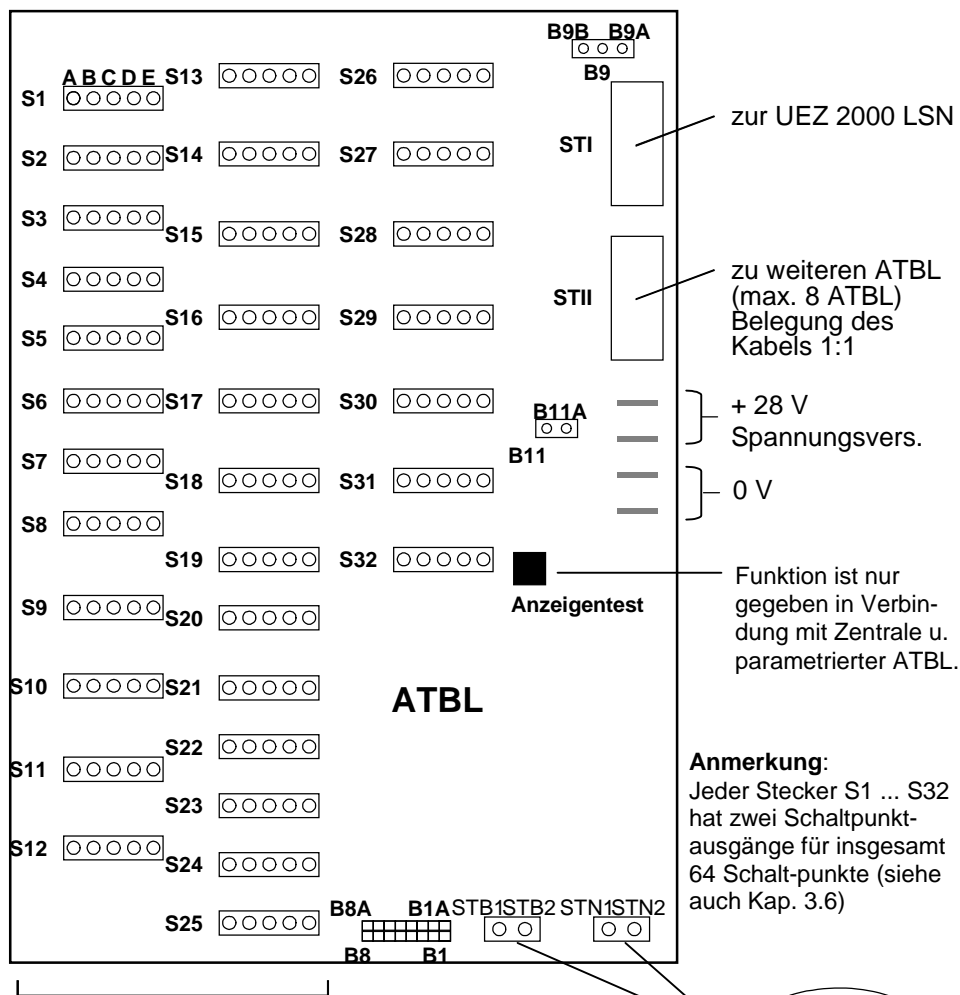 B9B B9A
B9
A B C D E
S1
S2
S3
S4
S5
S6
S7
S8
S9
S10
S11
S12
S13
S14
S15
S16
S17
S18
S19
S20
S21
S22
S23
S24
S25
S26
S27
S28
S29
S30
S31
S32
STI
zur UEZ 2000 LSN
STII
zu weiteren ATBL
(max. 8 ATBL)
Belegung des
Kabels 1:1
B11A
B11
+ 28 V
Spannungsvers.
0 V
Anzeigentest
Funktion ist nur
gegeben in Verbin-
dung mit Zentrale u.
parametrierter ATBL.
ATBL
Anmerkung:
Jeder Stecker S1 ... S32
hat zwei Schaltpunkt-
ausgänge für insgesamt
64 Schalt-punkte (siehe
auch Kap. 3.6)
B8A B1A STB1STB2 STN1STN2
B8 B1